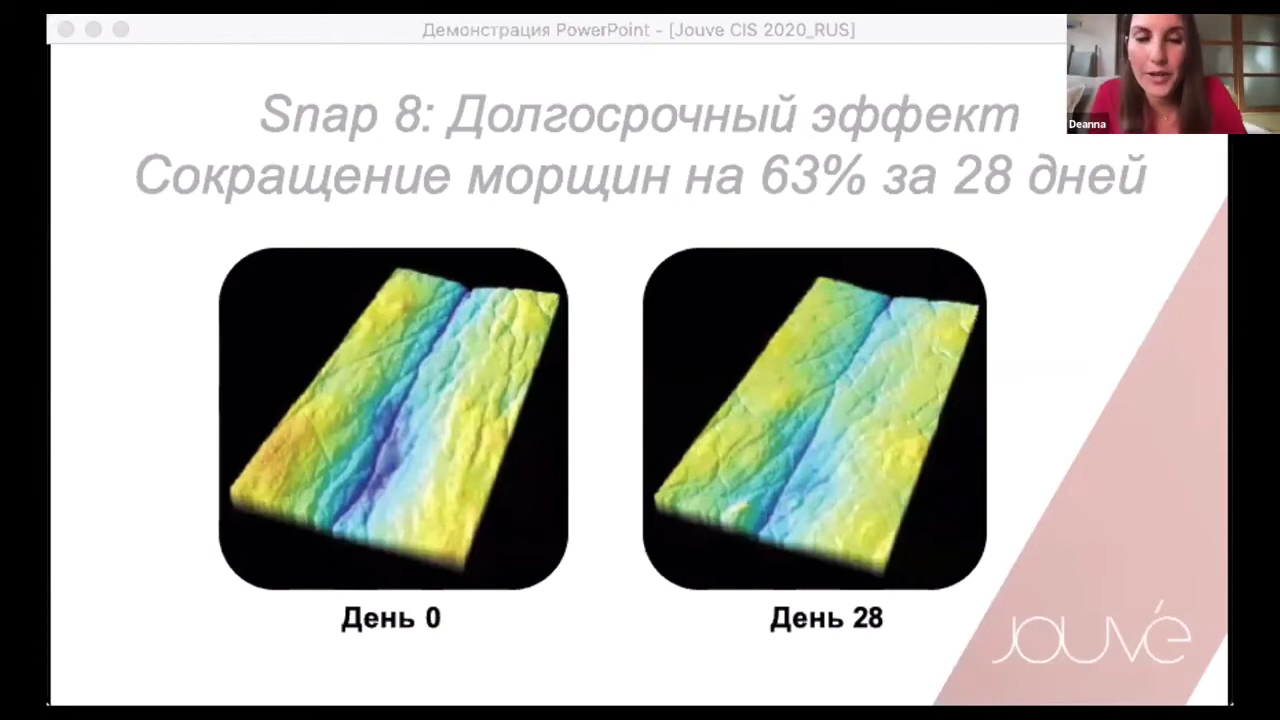 Демонстрация PowerPoint - [Jouve CIS 2020_RUS]
Deanna
Snap 8: Долгосрочный эффект
Сокращение морщин на 63% за 28 дней
День 0
День 28
JOUVé